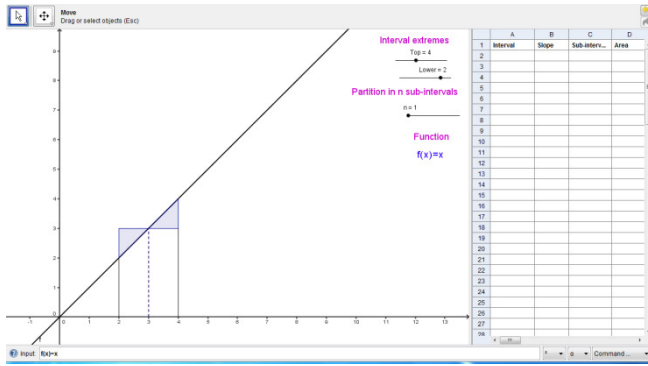 Move
Drag or select objects (Esc)
Interval extremes
Top = 4
Lower = 2
Partition in n sub-intervals
n = 1
Function
f(x)=x
9
8
7
6
5
4
3
2
1
0
-1 0 1 2 3 4 5 6 7 8 9 10 11 12 13
f
A B C D
1 Interval Slope Sub-interv... Area
2
3
4
5
6
7
8
9
10
11
12
13
14
15
16
17
18
19
20
21
22
23
24
25
26
27
28
Input: f(x)=x
Command...